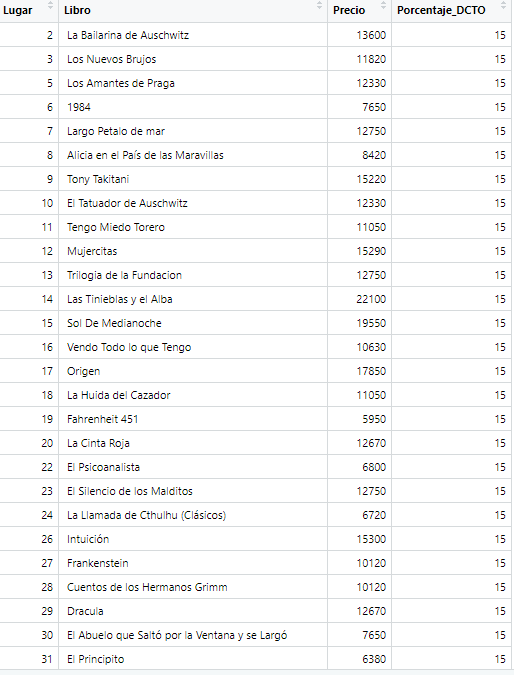 Lugar Libro Precio Porcentaje_DCTO
2 La Bailarina de Auschwitz 13600 15
3 Los Nuevos Brujos 11820 15
5 Los Amantes de Praga 12330 15
6 1984 7650 15
7 Largo Petalo de mar 12750 15
8 Alicia en el País de las Maravillas 8420 15
9 Tony Takitani 15220 15
10 El Tatuador de Auschwitz 12330 15
11 Tengo Miedo Torero 11050 15
12 Mujercitas 15290 15
13 Trilogia de la Fundacion 12750 15
14 Las Tinieblas y el Alba 22100 15
15 Sol De Medianoche 19550 15
16 Vendo Todo lo que Tengo 10630 15
17 Origen 17850 15
18 La Huida del Cazador 11050 15
19 Fahrenheit 451 5950 15
20 La Cinta Roja 12670 15
22 El Psicoanalista 6800 15
23 El Silencio de los Malditos 12750 15
24 La Llamada de Cthulhu (Clásicos) 6720 15
26 Intuición 15300 15
27 Frankenstein 10120 15
28 Cuentos de los Hermanos Grimm 10120 15
29 Dracula 12670 15
30 El Abuelo que Saltó por la Ventana y se Largó 7650 15
31 El Principito 6380 15